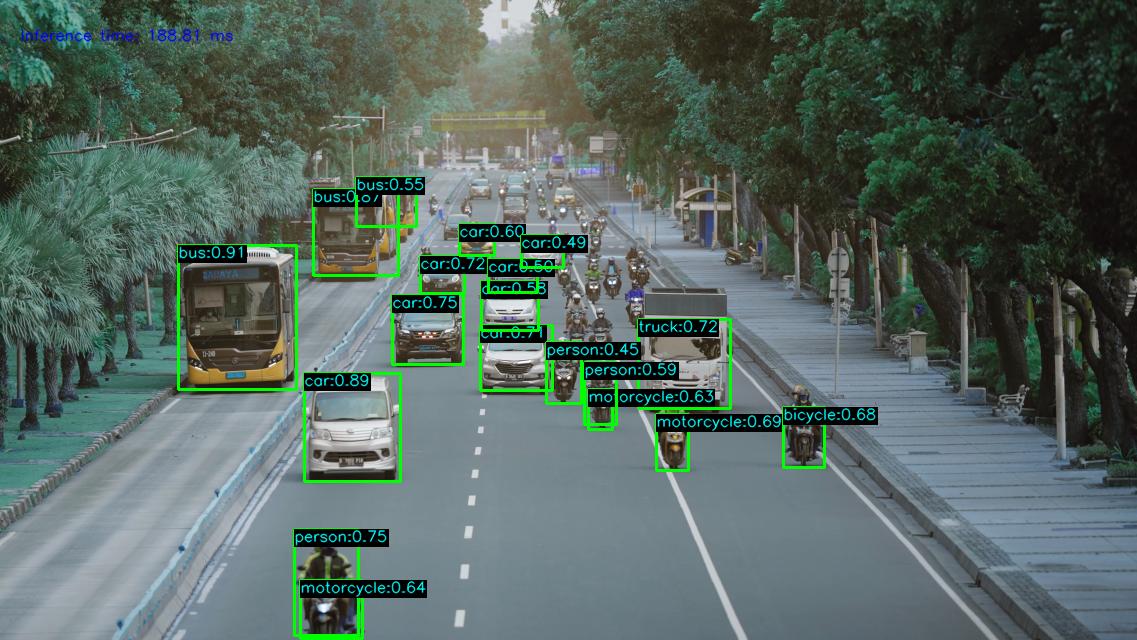 Inference time: 188.81 ms
bus:0.55
bus:0.87
car:0.60
car:0.49
bus:0.91
car:0.72
car:0.50
car:0.58
car:0.75
car:0.71
truck:0.72
person:0.45
person:0.59
car:0.89
motorcycle:0.63
bicycle:0.68
motorcycle:0.69
person:0.75
motorcycle:0.64